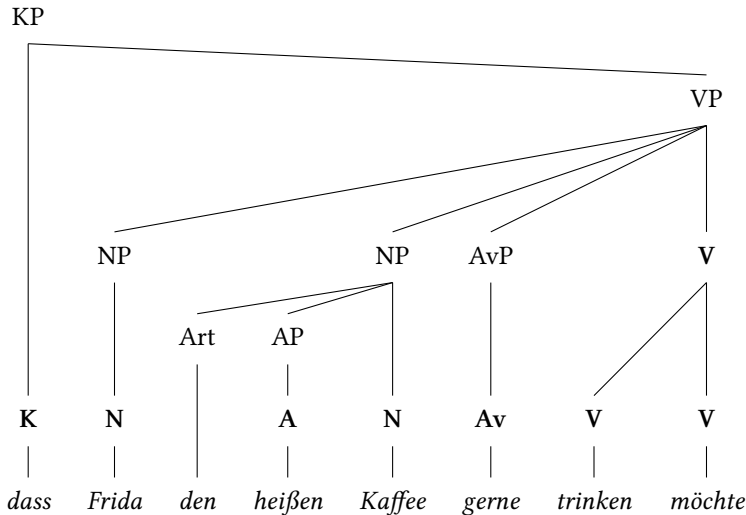 KP
VP
NP NP AvP V
Art AP
K N A N Av V V
dass Frida den heißen Kaffee gerne trinken möchte